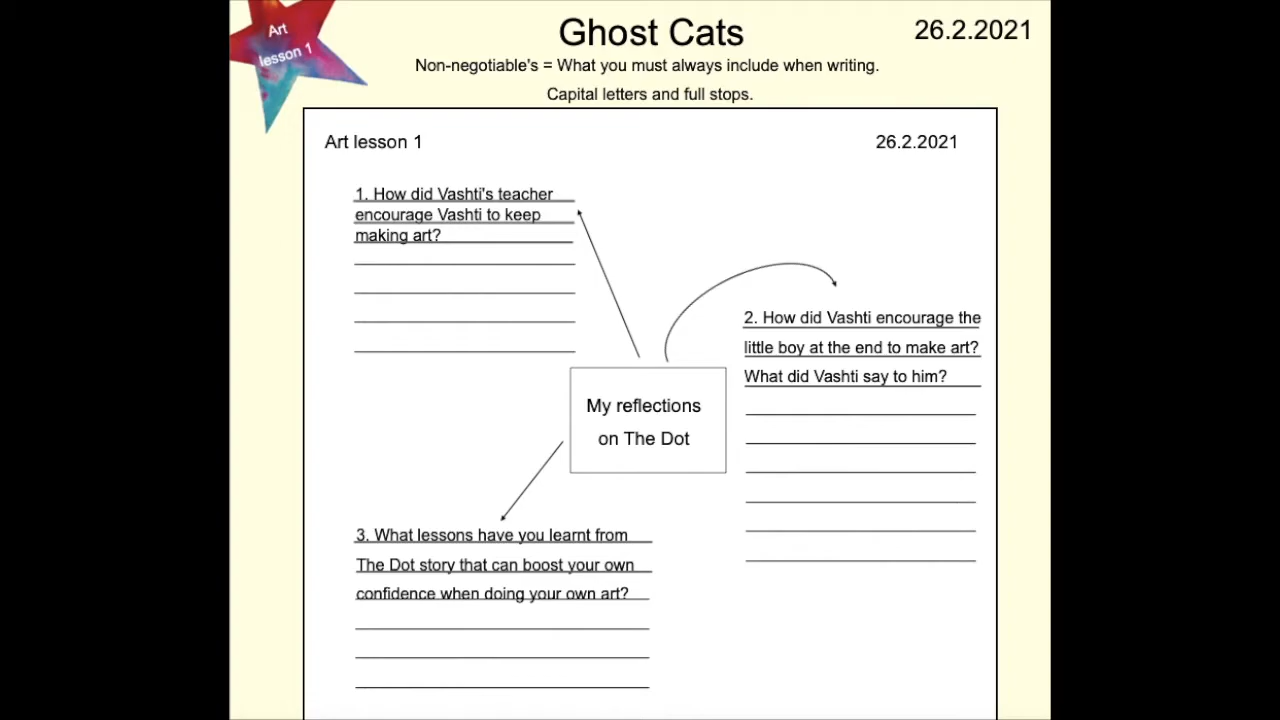 Art
lesson 1
Ghost Cats
26.2.2021
Non-negotiable's = What you must always include when writing.
Capital letters and full stops.
Art lesson 1
26.2.2021
1. How did Vashti's teacher
encourage Vashti to keep
making art?
2. How did Vashti encourage the
little boy at the end to make art?
What did Vashti say to him?
My reflections
on The Dot
3. What lessons have you learnt from
The Dot story that can boost your own
confidence when doing your own art?